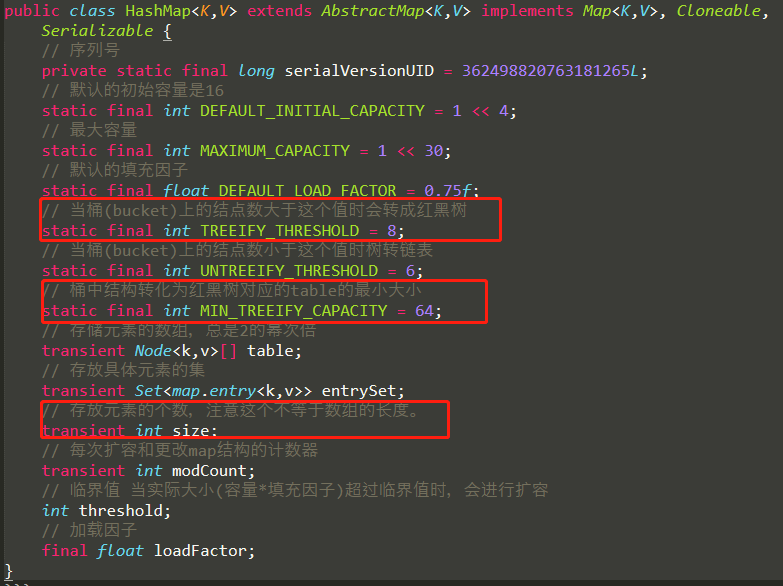 public class HashMap<K,V> extends AbstractMap<K,V> implements Map<K,V>, Cloneable,
Serializable {
// 序列号
private static final long serialVersionUID = 362498820763181265L;
// 默认的初始容量是16
static final int DEFAULT_INITIAL_CAPACITY = 1 << 4;
// 最大容量
static final int MAXIMUM_CAPACITY = 1 << 30;
// 默认的填充因子
static final float DEFAULT_LOAD_FACTOR = 0.75f;
// 当桶(bucket)上的结点数大于这个值时会转成红黑树
static final int TREEIFY_THRESHOLD = 8;
// 当桶(bucket)上的结点数小于这个值时树转链表
static final int UNTREEIFY_THRESHOLD = 6;
// 桶中结构转化为红黑树对应的table的最小大小
static final int MIN_TREEIFY_CAPACITY = 64;
// 存储元素的数组，总是2的幂次倍
transient Node<k,v>[] table;
// 存放具体元素的集
transient Set<map.entry<k,v>> entrySet;
// 存放元素的个数，注意这个不等于数组的长度。
transient int size;
// 每次扩容和更改map结构的计数器
transient int modCount;
// 临界值 当实际大小(容量*填充因子)超过临界值时，会进行扩容
int threshold;
// 加载因子
final float loadFactor;
}